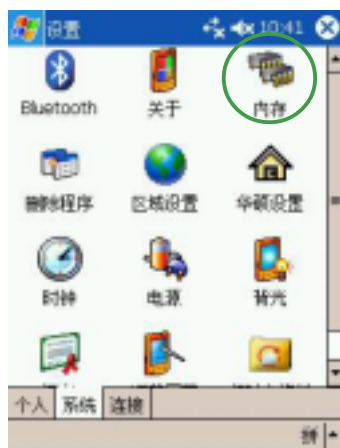 设置 10:41
Bluetooth 关于 内存
删除程序 区域设置 华硕设置
时钟 电源 背光
个人 系统 连接
拼